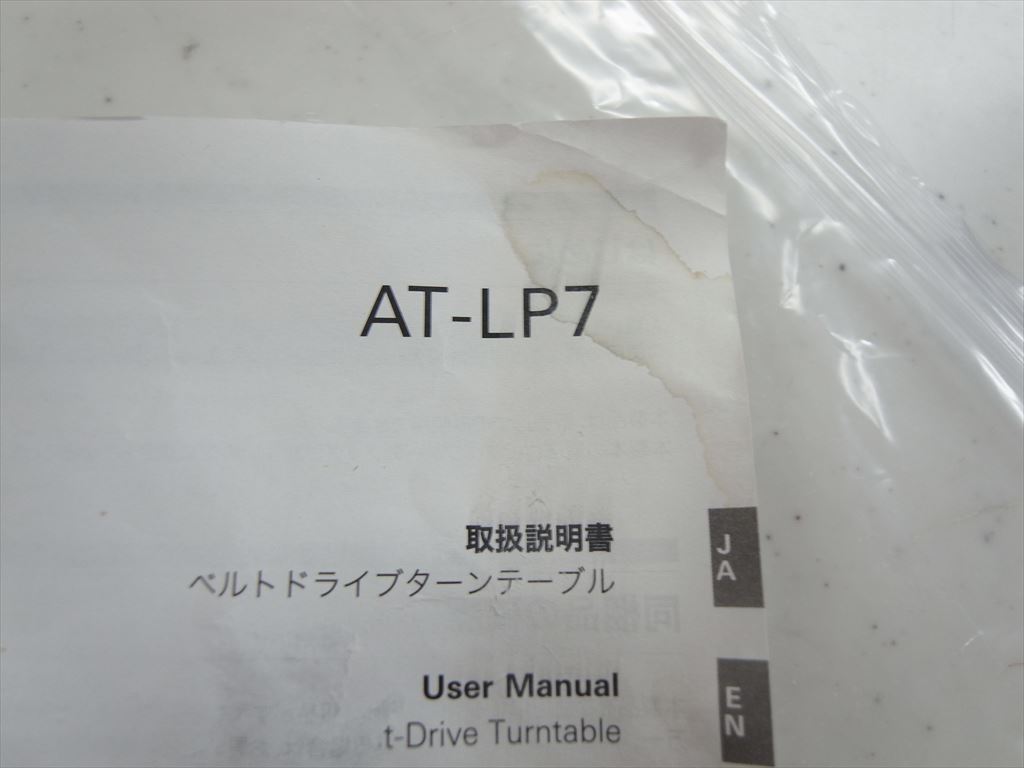 AT-LP7
取扱説明書
ベルトドライブターンテーブル
JA
User Manual
t-Drive Turntable
EN